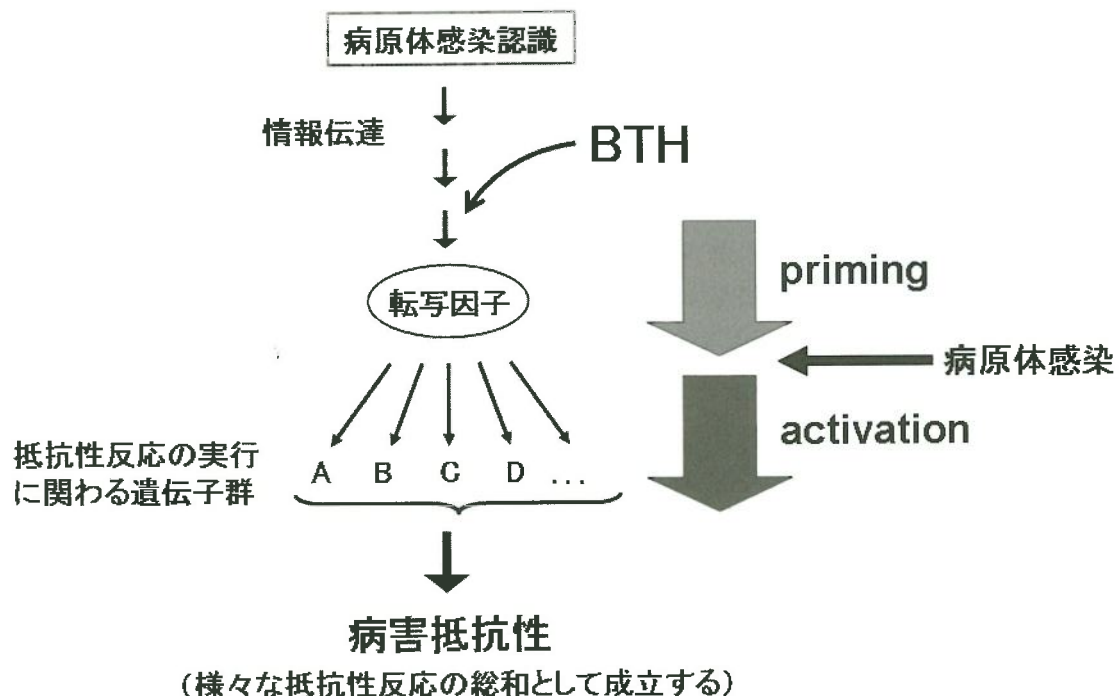 病原体感染認識
情報伝達
BTH
転写因子
priming
病原体感染
activation
抵抗性反応の実行
に関わる遺伝子群
A B C D ...
病害抵抗性
(様々な抵抗性反応の総和として成立する)